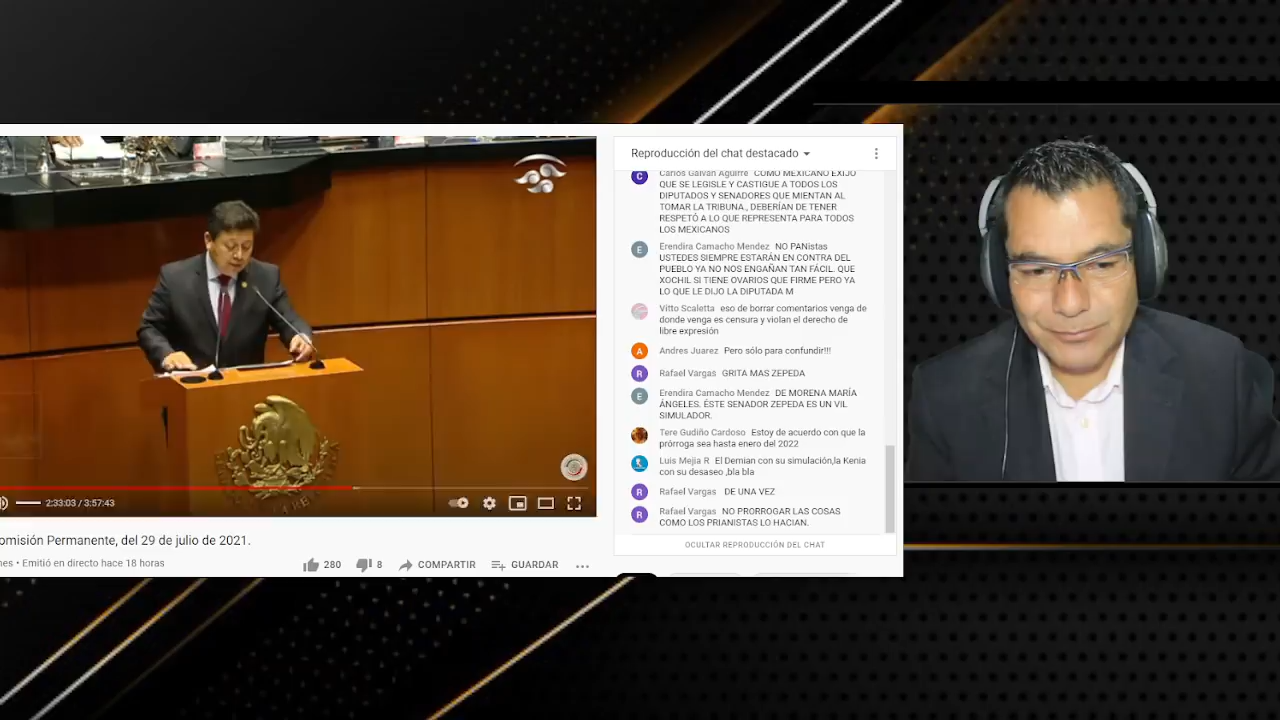 Reproducción del chat destacado
Carlos Galván Aguirre COMO MEXICANO EXIJO
QUE SE LEGISLE Y CASTIGUE A TODOS LOS
DIPUTADOS Y SENADORES QUE MIENTAN AL
TOMAR LA TRIBUNA., DEBERÍAN DE TENER
RESPETÓ A LO QUE REPRESENTA PARA TODOS
LOS MEXICANOS
E
Erendira Camacho Mendez NO PANistas
USTEDES SIEMPRE ESTARÁN EN CONTRA DEL
PUEBLO YA NO NOS ENGAÑAN TAN FÁCIL. QUE
XOCHIL SI TIENE OVARIOS QUE FIRME PERO YA
LO QUE LE DIJO LA DIPUTADA M
Vitto Scaletta eso de borrar comentarios venga de
donde venga es censura y violan el derecho de
libre expresión
A
Andres Juarez Pero sólo para confundir!!!
R
Rafael Vargas GRITA MAS ZEPEDA
E
Erendira Camacho Mendez DE MORENA MARÍA
ÁNGELES. ÉSTE SENADOR ZEPEDA ES UN VIL
SIMULADOR.
Tere Gudiño Cardoso Estoy de acuerdo con que la
prórroga sea hasta enero del 2022
Luis Mejia R El Demian con su simulación,la Kenia
con su desaseo ,bla bla
R
Rafael Vargas DE UNA VEZ
R
Rafael Vargas NO PRORROGAR LAS COSAS
COMO LOS PRIANISTAS LO HACIAN.
OCULTAR REPRODUCCIÓN DEL CHAT
2:33:03 / 3:57:43
omisión Permanente, del 29 de julio de 2021.
nes • Emitió en directo hace 18 horas
280
8
COMPARTIR
GUARDAR